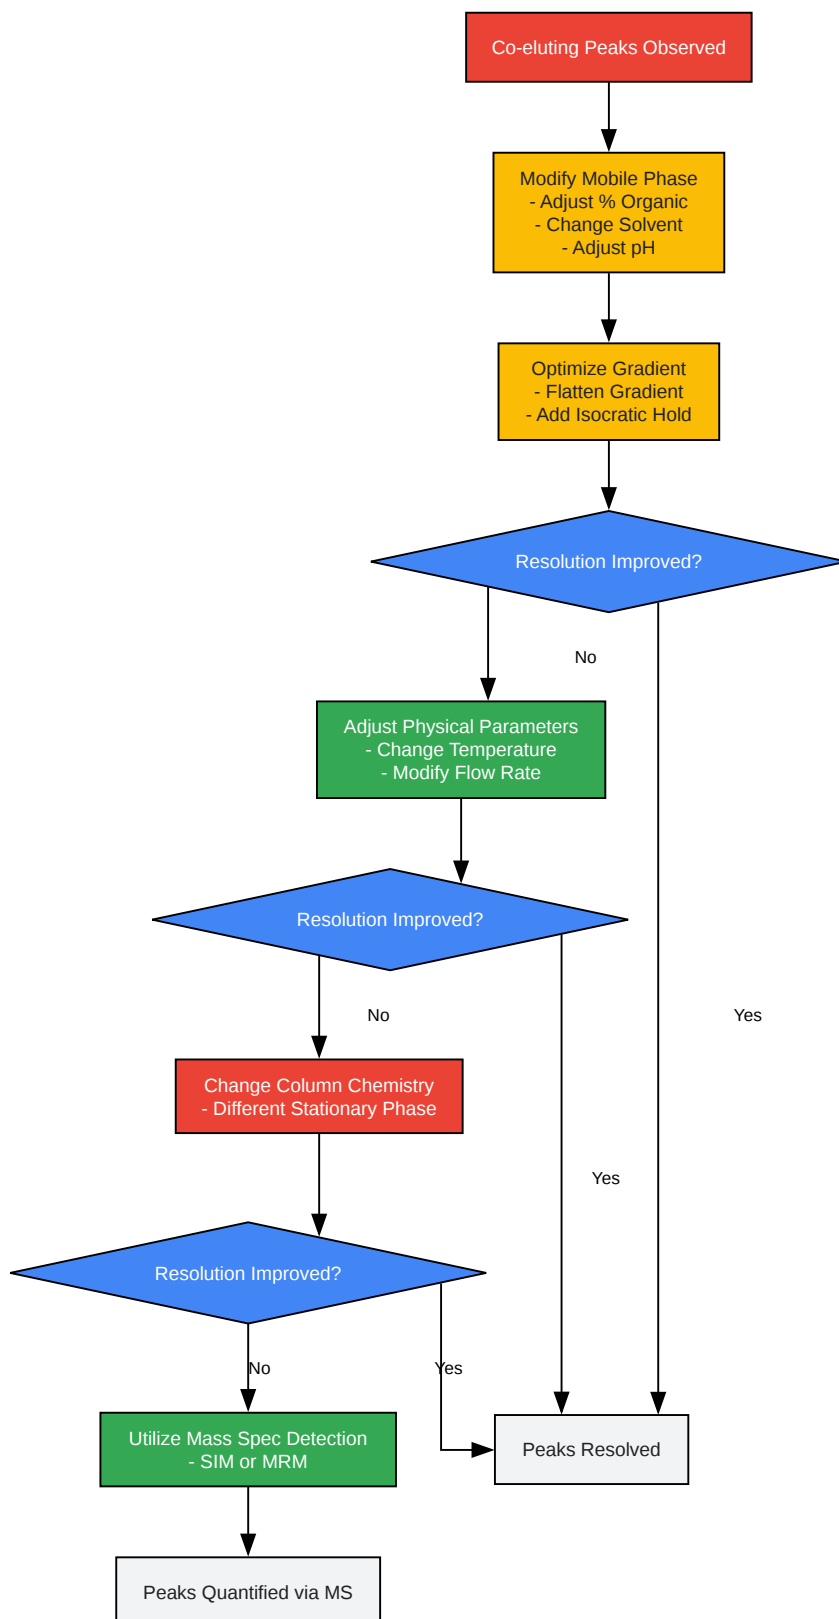 Co-eluting Peaks Observed
Modify Mobile Phase
- Adjust % Organic
- Change Solvent
- Adjust pH
Optimize Gradient
- Flatten Gradient
- Add Isocratic Hold
Resolution Improved?
No
Adjust Physical Parameters
- Change Temperature
- Modify Flow Rate
Resolution Improved?
No
Yes
Change Column Chemistry
- Different Stationary Phase
Yes
Resolution Improved?
No
Yes
Utilize Mass Spec Detection
- SIM or MRM
Peaks Resolved
Peaks Quantified via MS